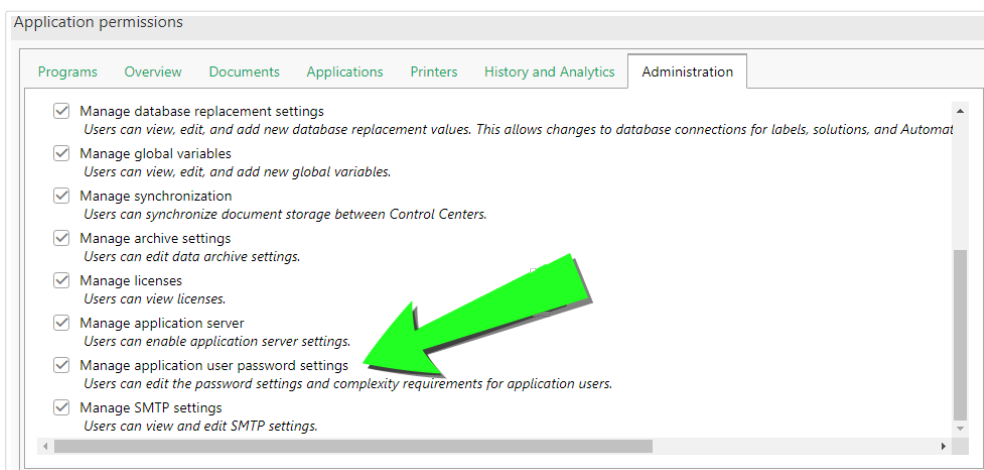 Application permissions
Programs Overview Documents Applications Printers History and Analytics Administration
Manage database replacement settings
Users can view, edit, and add new database replacement values. This allows changes to database connections for labels, solutions, and Automat
Manage global variables
Users can view, edit, and add new global variables.
Manage synchronization
Users can synchronize document storage between Control Centers.
Manage archive settings
Users can edit data archive settings.
Manage licenses
Users can view licenses.
Manage application server
Users can enable application server settings.
Manage application user password settings
Users can edit the password settings and complexity requirements for application users.
Manage SMTP settings
Users can view and edit SMTP settings.